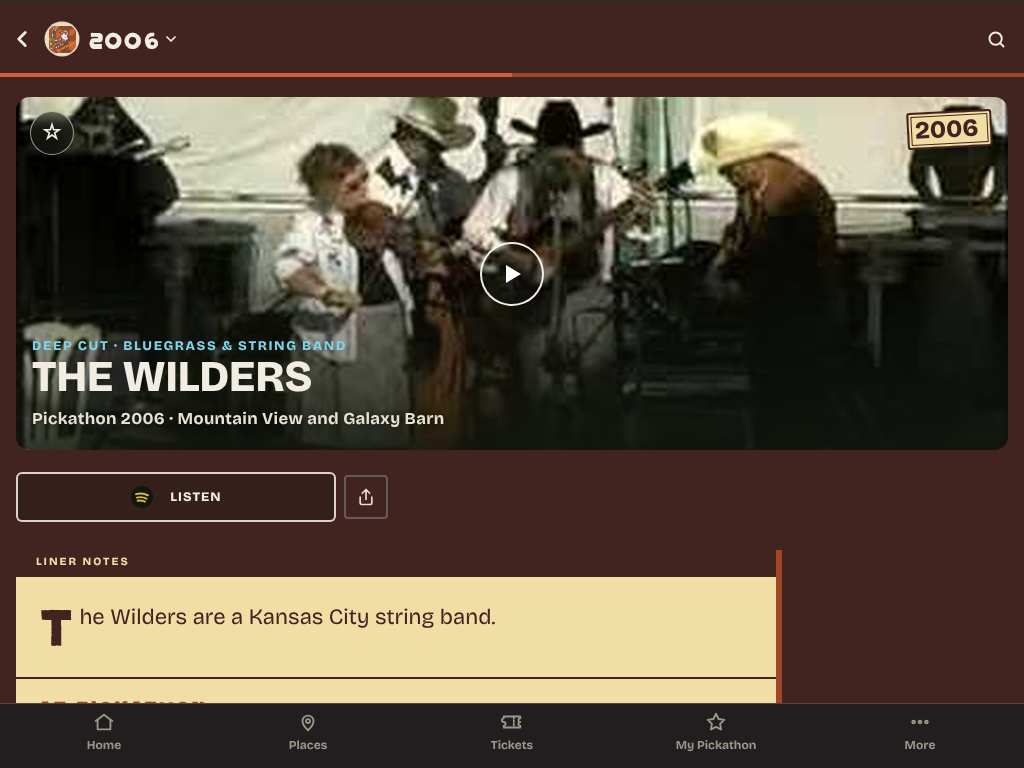 2006
2006
DEEP CUT · BLUEGRASS & STRING BAND
THE WILDERS
Pickathon 2006 · Mountain View and Galaxy Barn
LISTEN
LINER NOTES
The Wilders are a Kansas City string band.
Home
Places
Tickets
My Pickathon
More